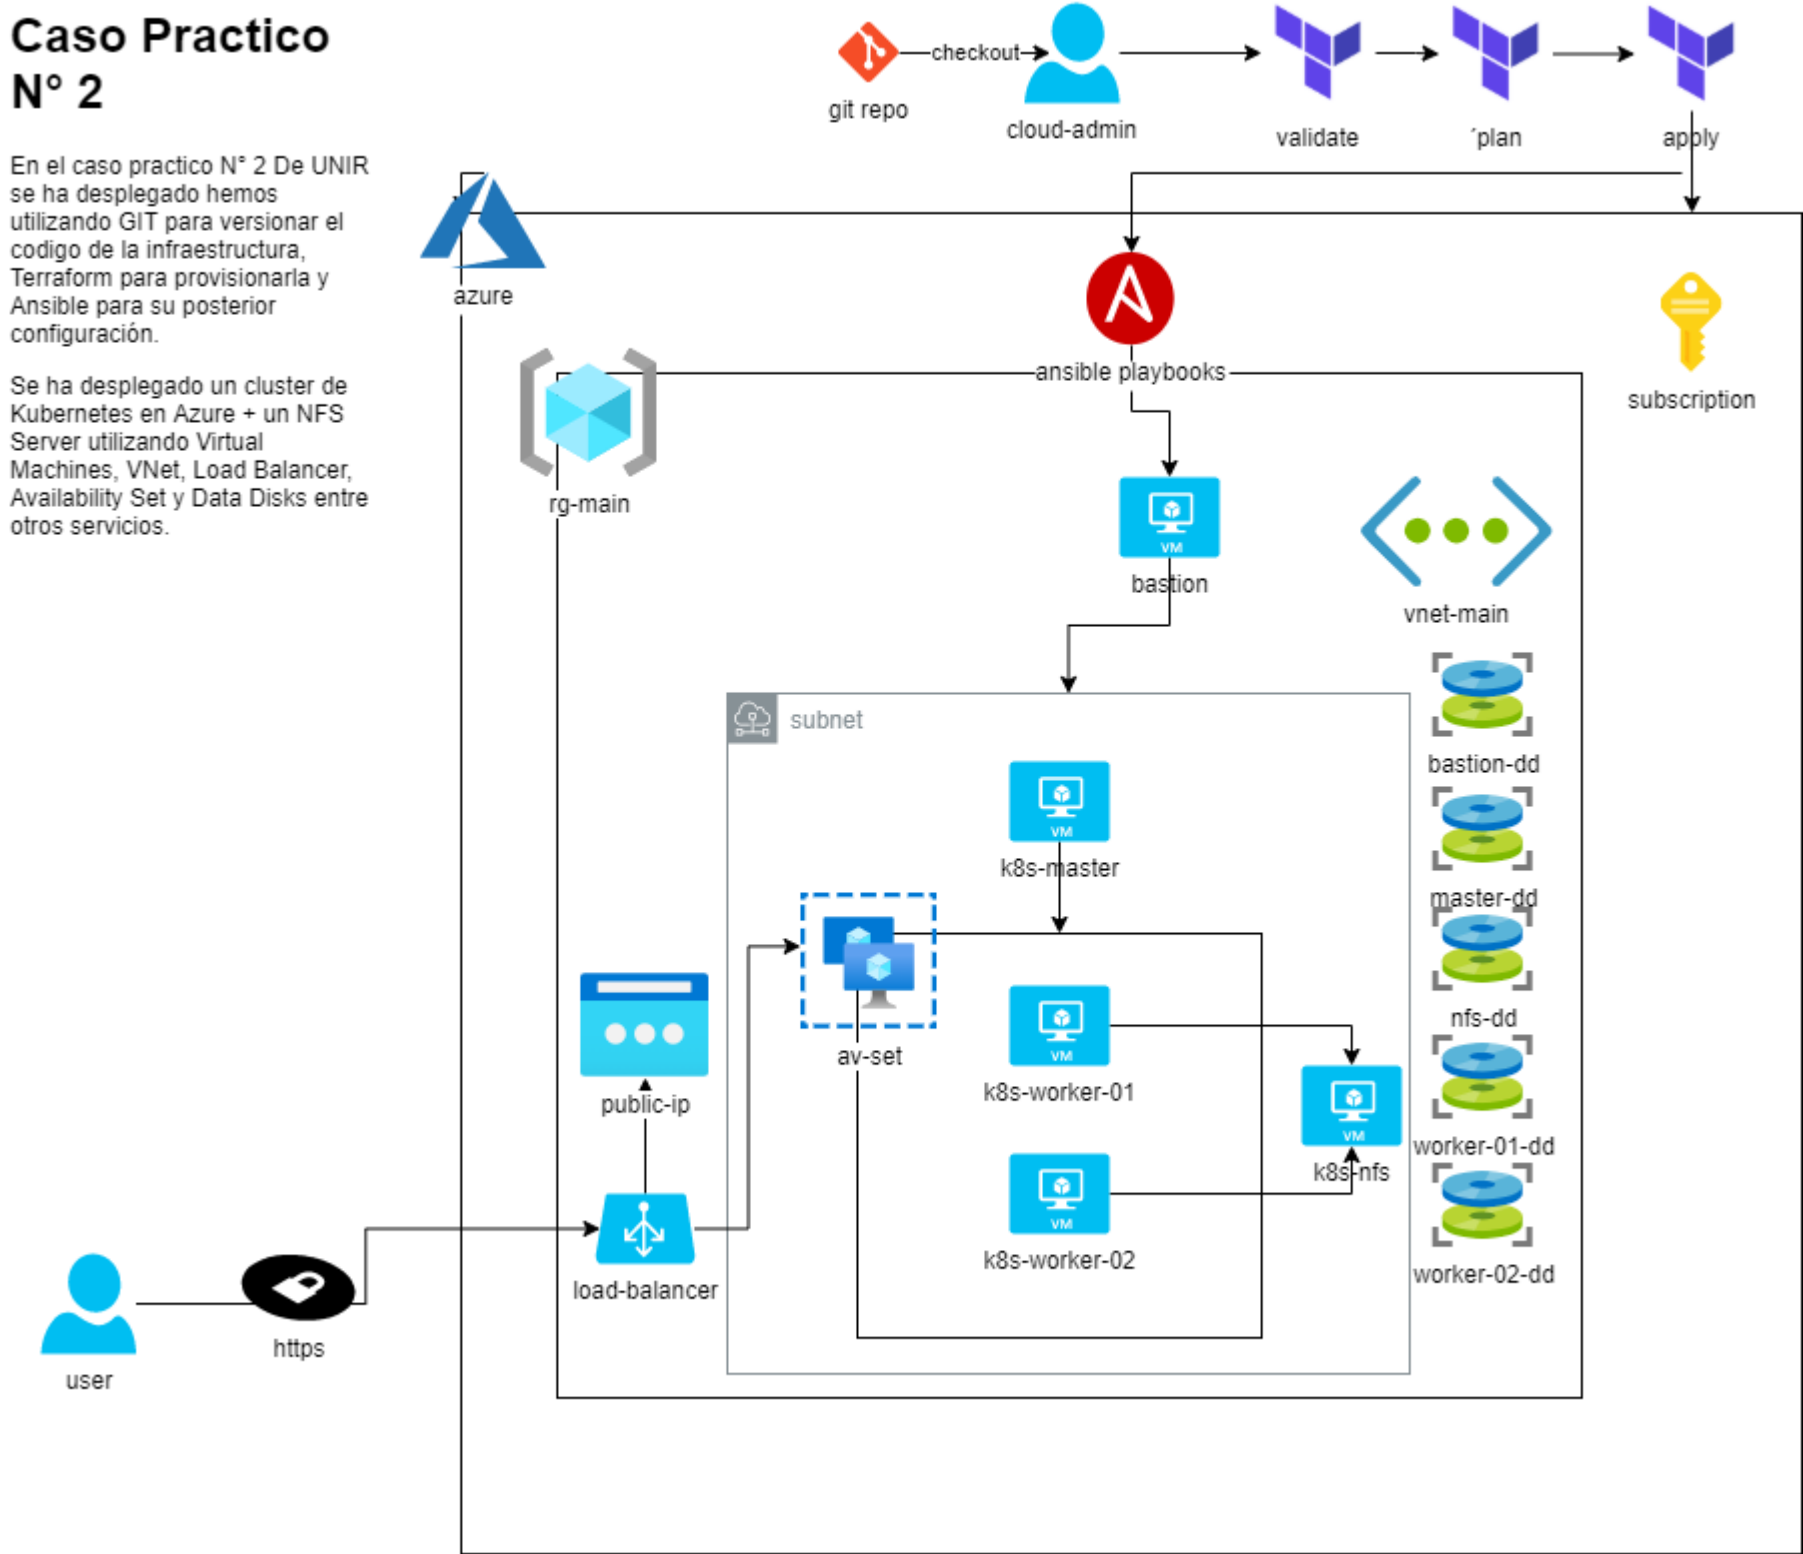 Caso Practico
N° 2
En el caso practico N° 2 De UNIR
se ha desplegado hemos
utilizando GIT para versionar el
codigo de la infraestructura,
Terraform para provisionarla y
Ansible para su posterior
configuración.
Se ha desplegado un cluster de
Kubernetes en Azure + un NFS
Server utilizando Virtual
Machines, VNet, Load Balancer,
Availability Set y Data Disks entre
otros servicios.
git repo
checkout
cloud-admin
validate
´plan
apply
azure
ansible playbooks
subscription
rg-main
VM
bastion
vnet-main
subnet
bastion-dd
VM
k8s-master
master-dd
av-set
VM
k8s-worker-01
nfs-dd
public-ip
VM
k8s-nfs
worker-01-dd
VM
k8s-worker-02
worker-02-dd
load-balancer
https
user